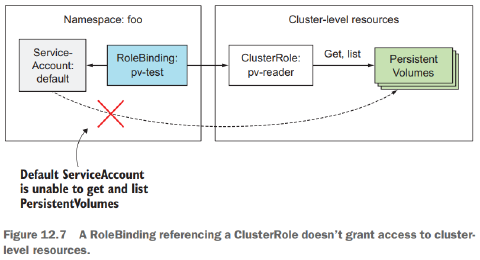 Namespace: foo
Cluster-level resources
Service-
Account:
default
RoleBinding:
pv-test
ClusterRole:
pv-reader
Get, list
Persistent
Volumes
Default ServiceAccount
is unable to get and list
PersistentVolumes
Figure 12.7 A RoleBinding referencing a ClusterRole doesn't grant access to cluster-
level resources.